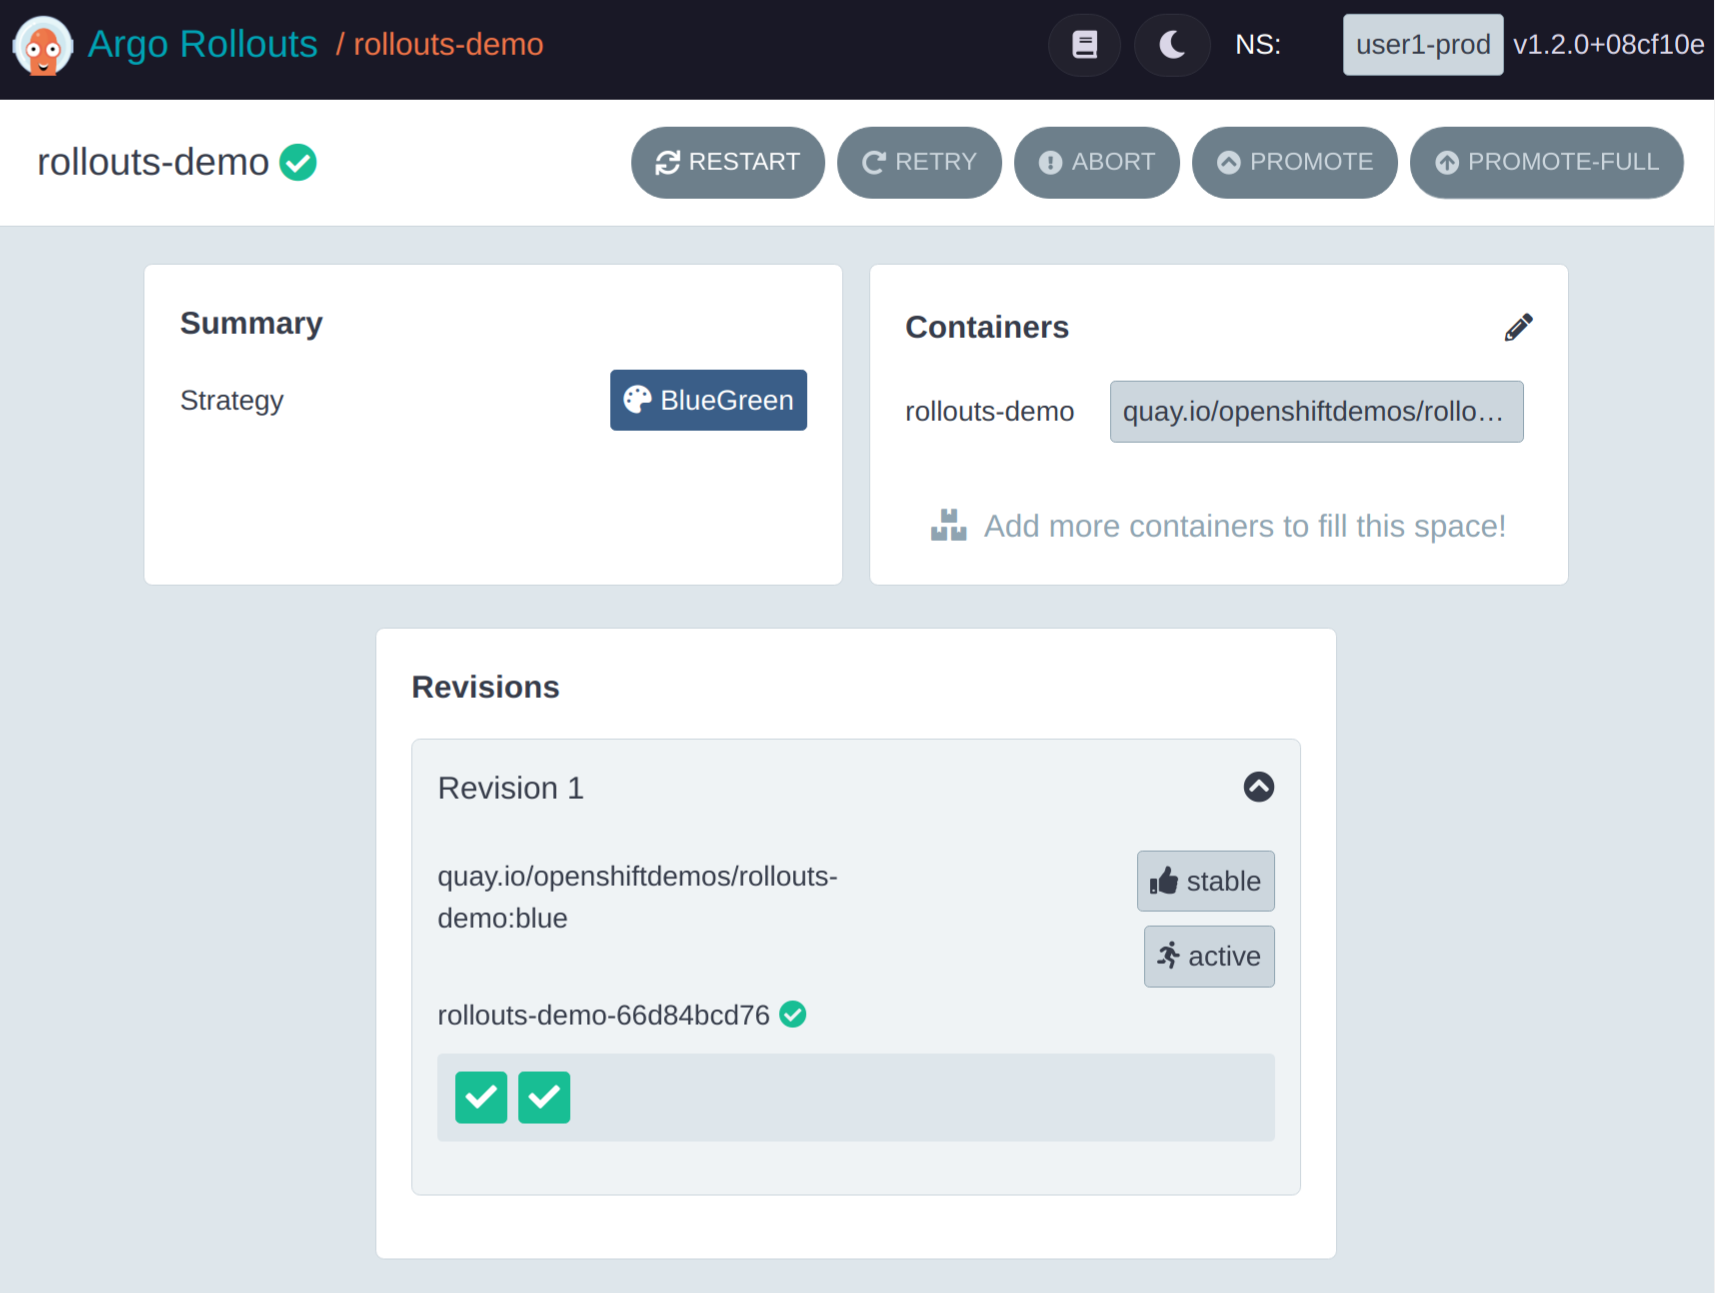 Argo Rollouts / rollouts-demo
NS: user1-prod v1.2.0+08cf10e
rollouts-demo
RESTART RETRY ABORT PROMOTE PROMOTE-FULL
Summary
Strategy BlueGreen
Containers
rollouts-demo quay.io/openshiftdemos/rollo...
Add more containers to fill this space!
Revisions
Revision 1
quay.io/openshiftdemos/rollouts-
demo:blue
stable
active
rollouts-demo-66d84bcd76